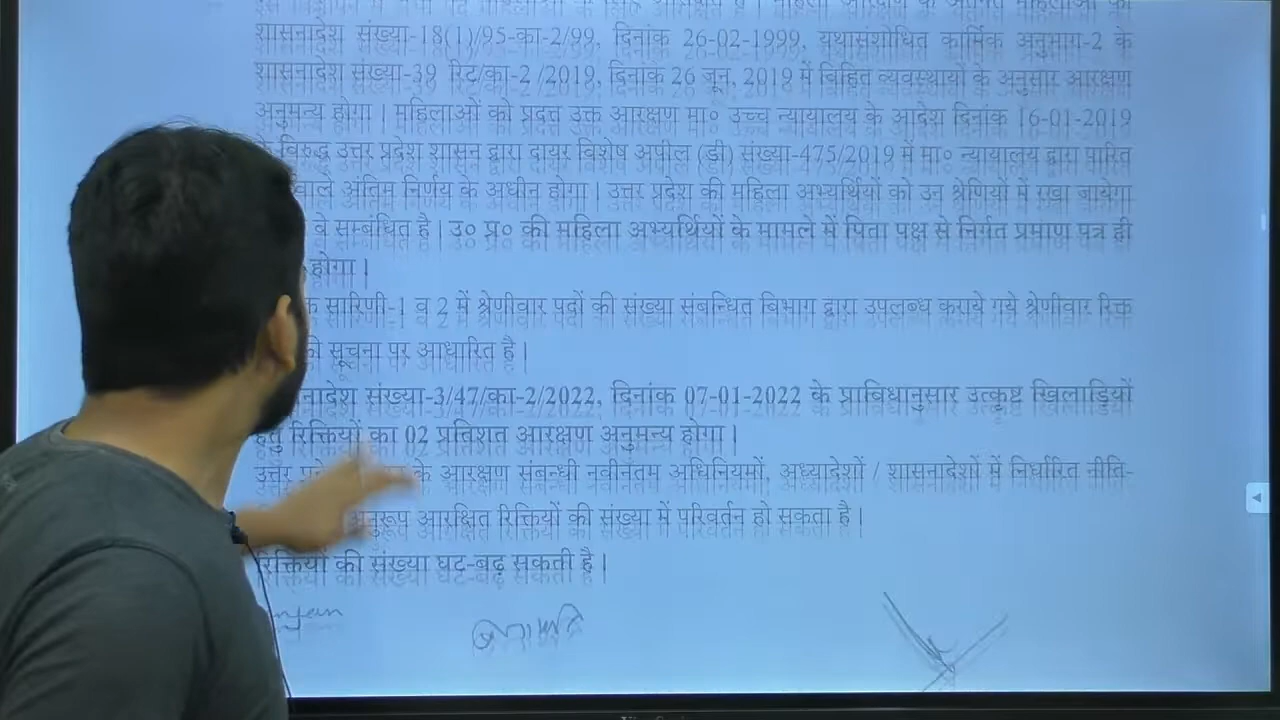 शासनादेश संख्या-18(1)/95-का-2/99, दिनांक 26-02-1999, यथासंशोधित कार्मिक अनुभाग-2 के
शासनादेश संख्या-39 रिट/का-2 /2019, दिनांक 26 जून, 2019 में विहित व्यवस्थायों के अनुसार आरक्षण
अनुमन्य होगा | महिलाओं को प्रदत्त उक्त आरक्षण मा० उच्च न्यायालय के आदेश दिनांक 16-01-2019
विरुद्ध उत्तर प्रदेश शासन द्वारा दायर विशेष अपील (डी) संख्या-475/2019 में मा० न्यायालय द्वारा पारित
वाले अंतिम निर्णय के अधीन होगा | उत्तर प्रदेश की महिला अभ्यर्थियों को उन श्रेणियों में रखा जायेगा
वे सम्बंधित है | उ० प्र० की महिला अभ्यर्थियों के मामले में पिता पक्ष से निर्गत प्रमाण पत्र ही
होगा |
सारिणी-1 व 2 में श्रेणीवार पदों की संख्या संबन्धित विभाग द्वारा उपलब्ध कराये गये श्रेणीवार रिक्त
की सूचना पर आधारित है |
नादेश संख्या-3/47/का-2/2022, दिनांक 07-01-2022 के प्राविधानुसार उत्कृष्ट खिलाड़ियों
हेतु रिक्तियों का 02 प्रतिशत आरक्षण अनुमन्य होगा |
उत्तर के आरक्षण संबन्धी नवीनतम अधिनियमों, अध्यादेशों / शासनादेशों में निर्धारित नीति-
अनुरूप आरक्षित रिक्तियों की संख्या में परिवर्तन हो सकता है |
रिक्तियों की संख्या घट-बढ़ सकती है |